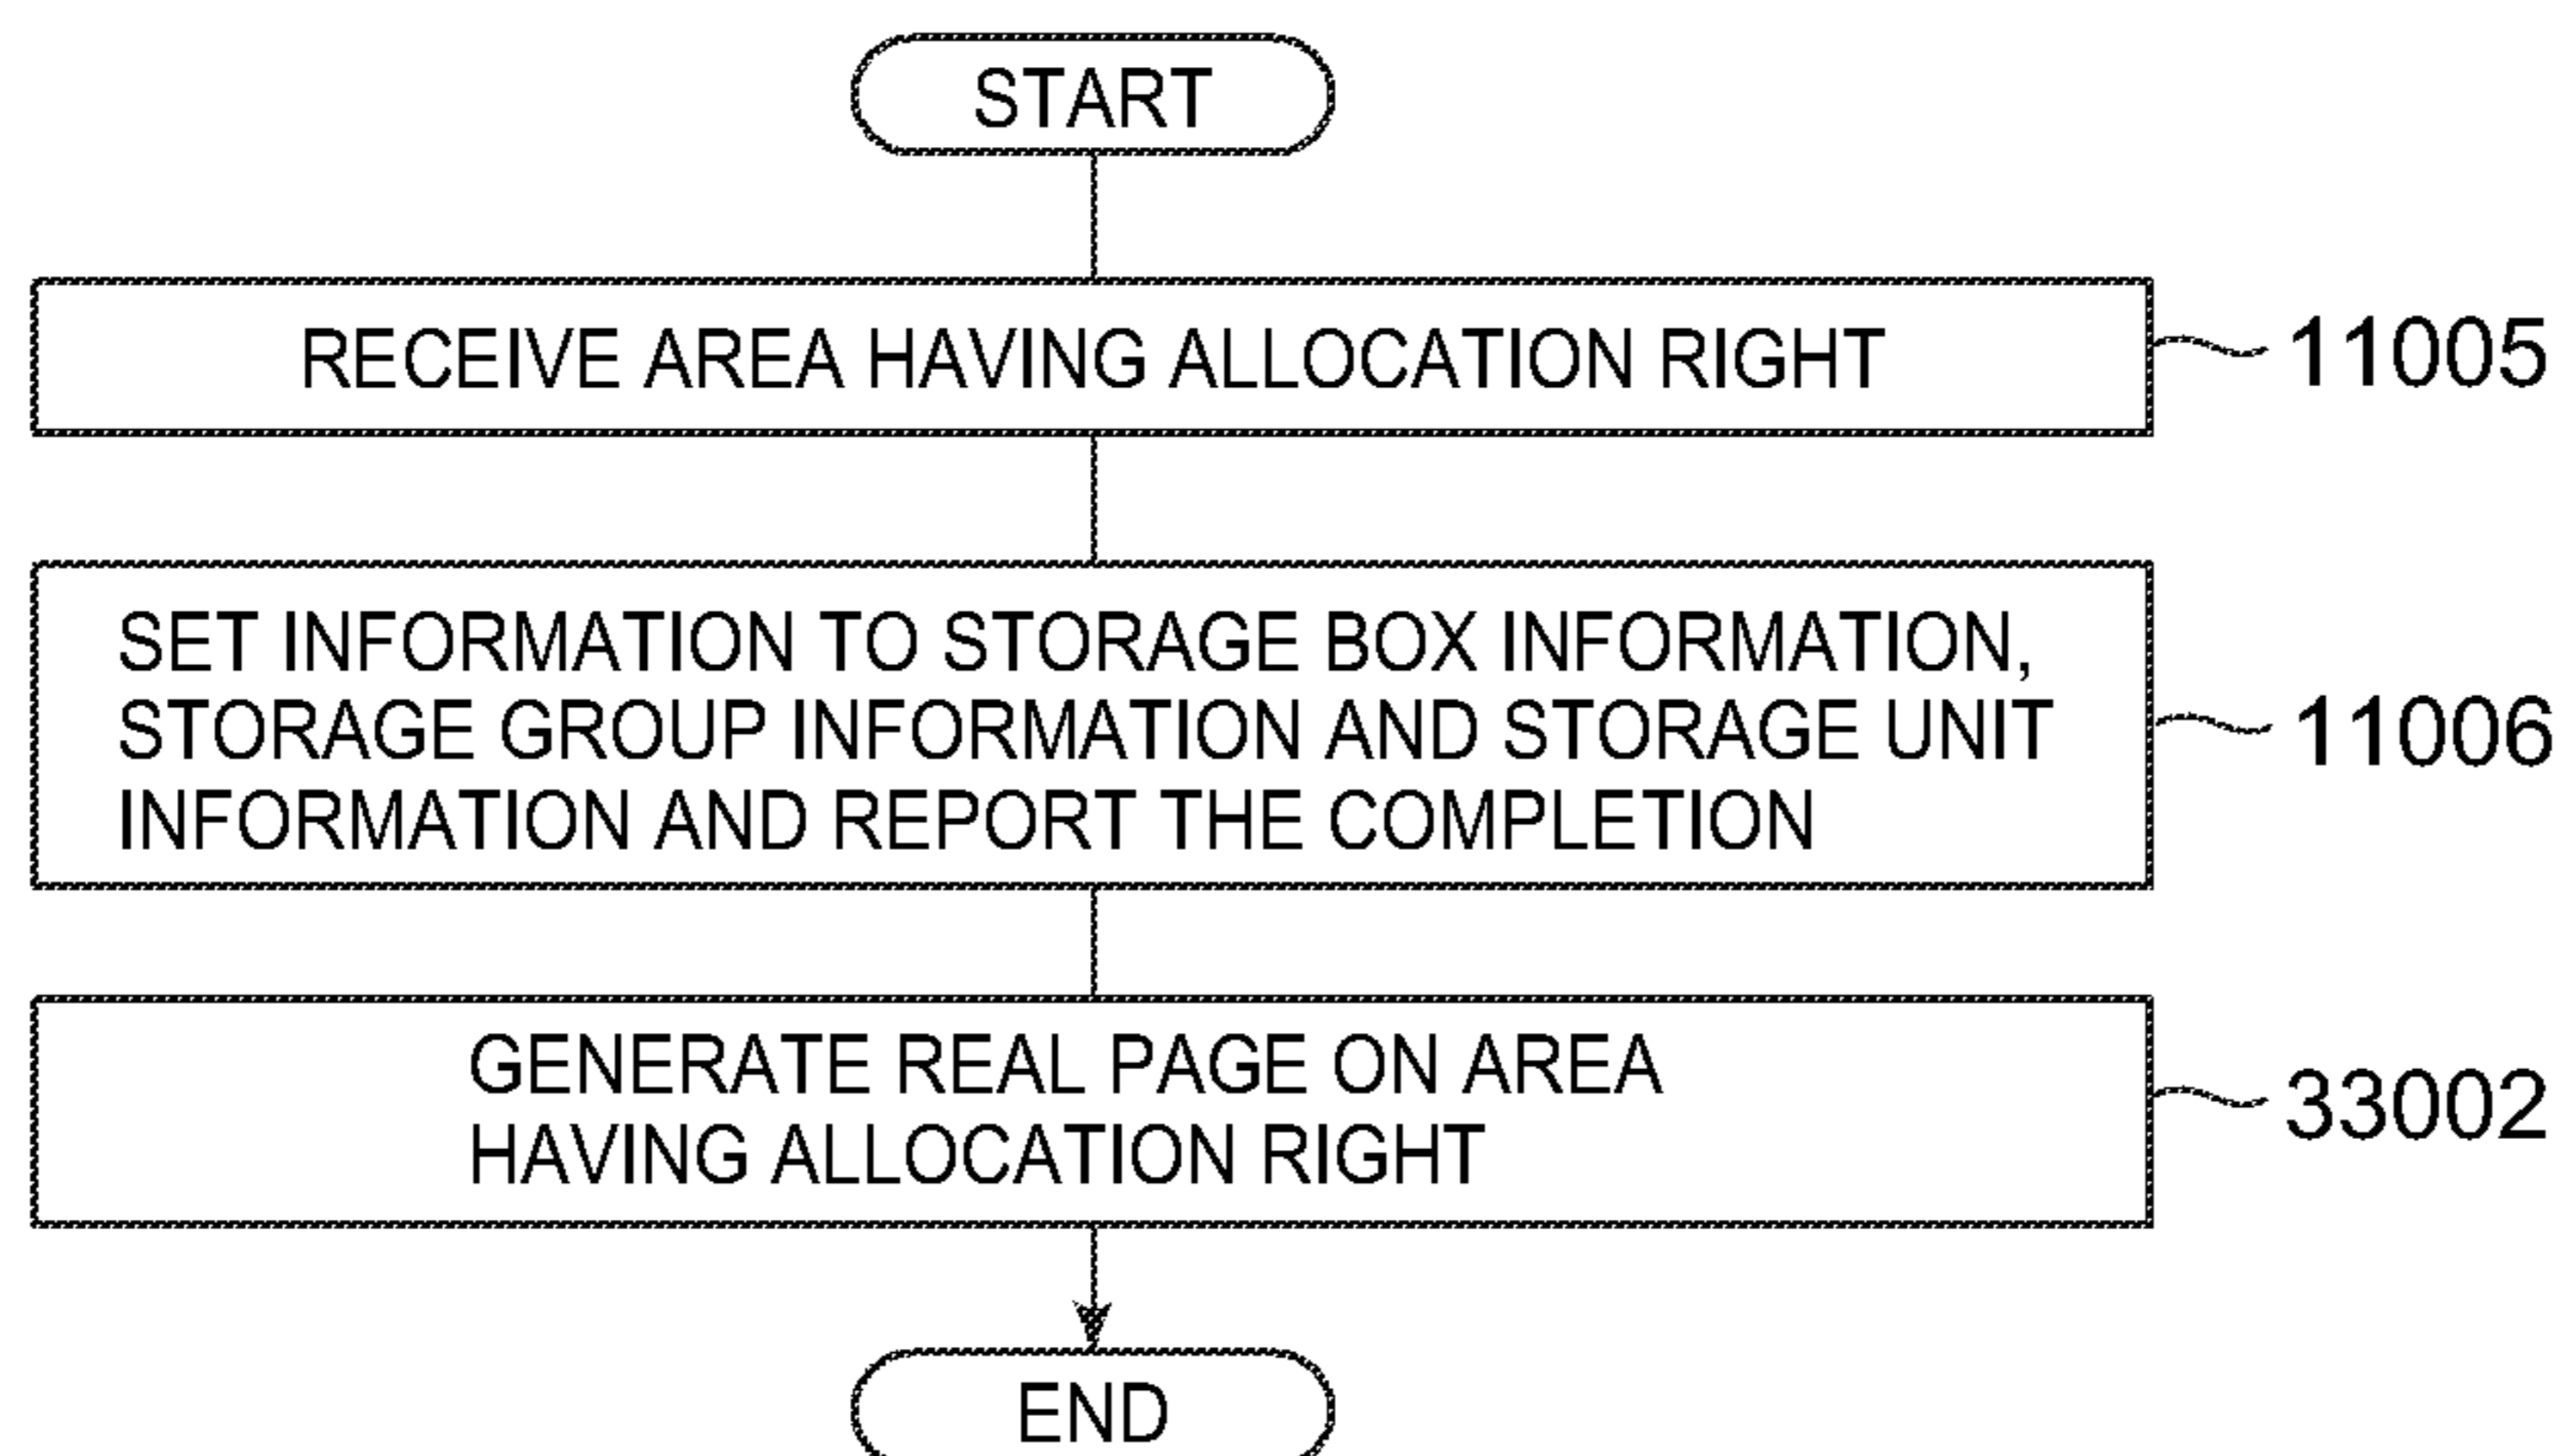 START
RECEIVE AREA HAVING ALLOCATION RIGHT
11005
SET INFORMATION TO STORAGE BOX INFORMATION,
STORAGE GROUP INFORMATION AND STORAGE UNIT
INFORMATION AND REPORT THE COMPLETION
11006
GENERATE REAL PAGE ON AREA
HAVING ALLOCATION RIGHT
33002
END